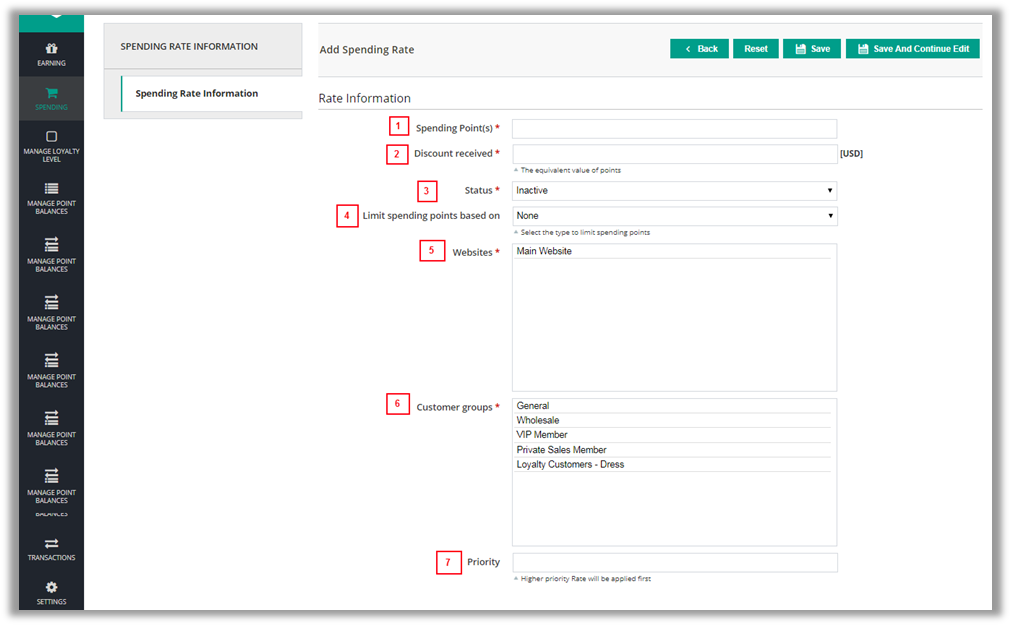 EARNING
SPENDING
MANAGE LOYALTY
LEVEL
MANAGE POINT
BALANCES
MANAGE POINT
BALANCES
MANAGE POINT
BALANCES
MANAGE POINT
BALANCES
MANAGE POINT
BALANCES
MANAGE POINT
BALANCES
BALANCES
TRANSACTIONS
SETTINGS
SPENDING RATE INFORMATION
Spending Rate Information
Add Spending Rate
Back Reset Save Save And Continue Edit
Rate Information
1 Spending Point(s) *
2 Discount received * [USD]
The equivalent value of points
3 Status * Inactive
4 Limit spending points based on None
Select the type to limit spending points
5 Websites * Main Website
6 Customer groups * General
Wholesale
VIP Member
Private Sales Member
Loyalty Customers - Dress
7 Priority
Higher priority Rate will be applied first